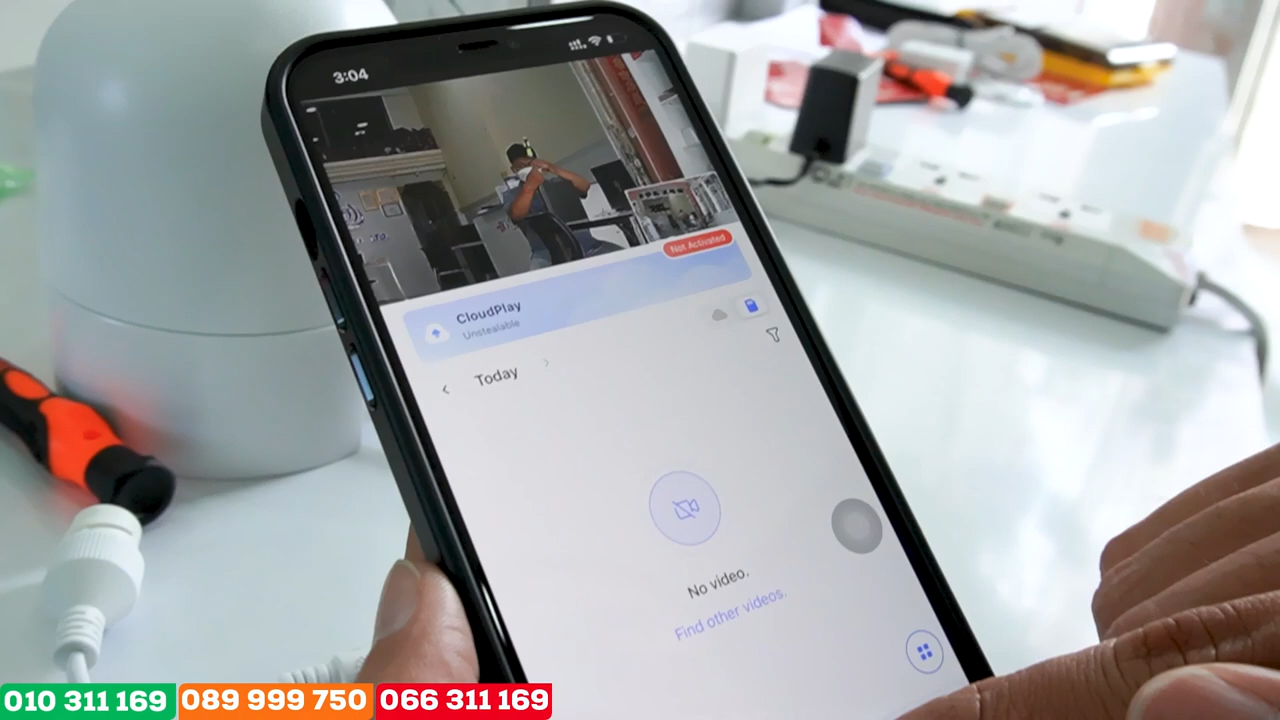 3:04
Not Activated
CloudPlay
Unstealable
Today
No video.
Find other videos.
010 311 169
089 999 750
066 311 169